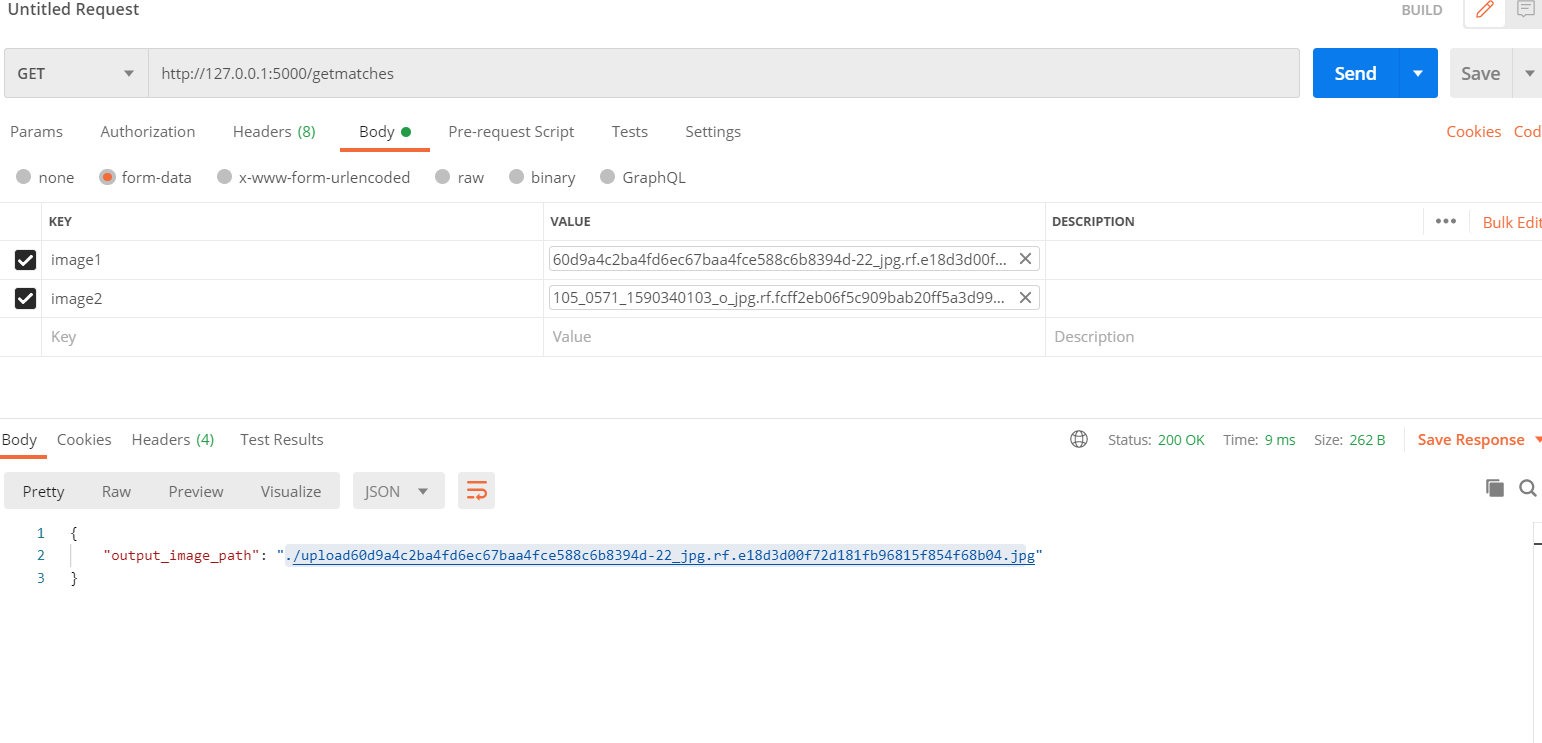 Untitled Request
BUILD
GET
http://127.0.0.1:5000/getmatches
Send
Save
Params Authorization Headers (8) Body Pre-request Script Tests Settings Cookies Cod
none form-data x-www-form-urlencoded raw binary GraphQL
KEY VALUE DESCRIPTION ••• Bulk Edit
image1 60d9a4c2ba4fd6ec67baa4fce588c6b8394d-22_jpg.rf.e18d3d00f...
image2 105_0571_1590340103_o_jpg.rf.fcff2eb06f5c909bab20ff5a3d99...
Key Value Description
Body Cookies Headers (4) Test Results Status: 200 OK Time: 9 ms Size: 262 B Save Response
Pretty Raw Preview Visualize JSON
1 {
2 "output_image_path": "./upload60d9a4c2ba4fd6ec67baa4fce588c6b8394d-22_jpg.rf.e18d3d00f72d181fb96815f854f68b04.jpg"
3 }